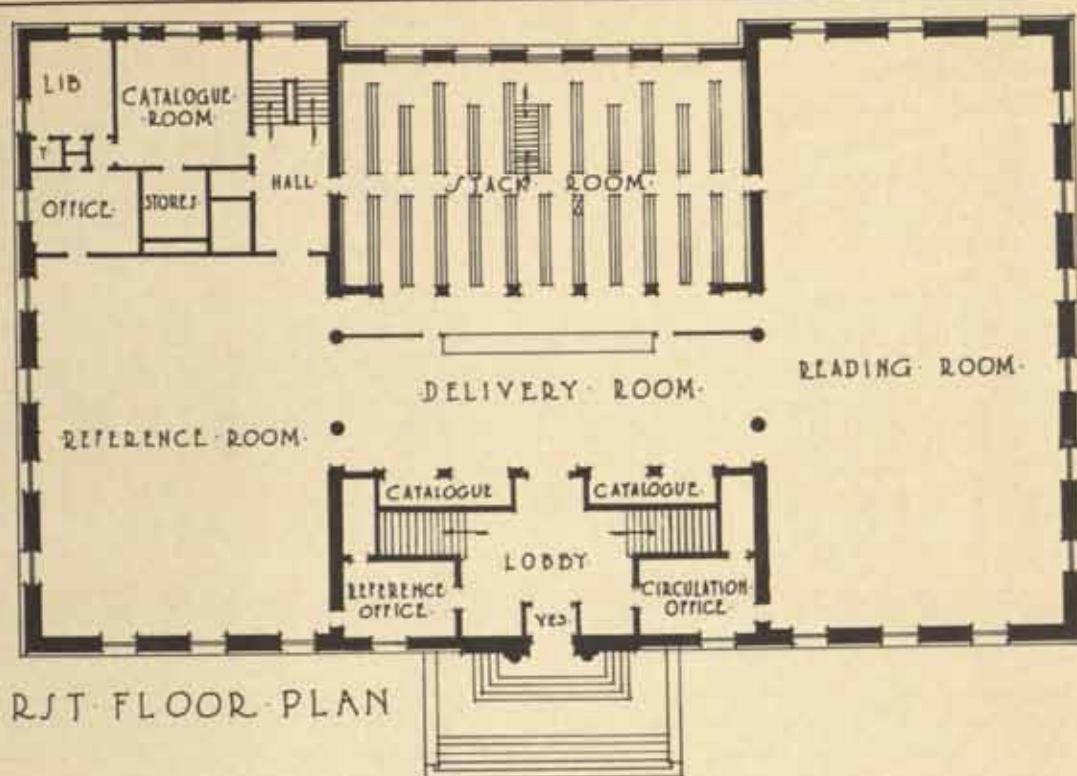 LIB
CATALOGUE·
·ROOM·
T
OFFICE·
STORES·
HALL·
·STACK· ROOM·
DELIVERY· ROOM·
READING· ROOM·
REFERENCE·ROOM·
CATALOGUE
CATALOGUE·
LOBBY
REFERENCE
OFFICE·
CIRCULATION
OFFICE·
VES·
RST·FLOOR·PLAN